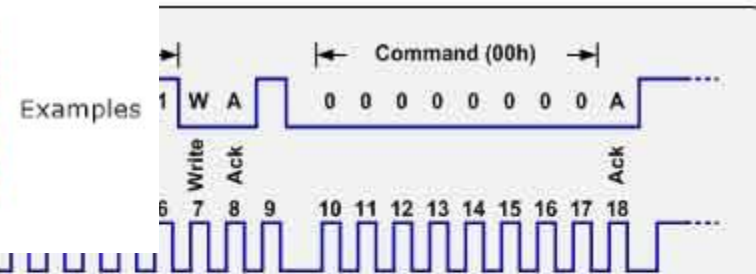 Command (00h)
Examples
1 W A 0 0 0 0 0 0 0 0 A
Write Ack Ack
6 7 8 9 10 11 12 13 14 15 16 17 18